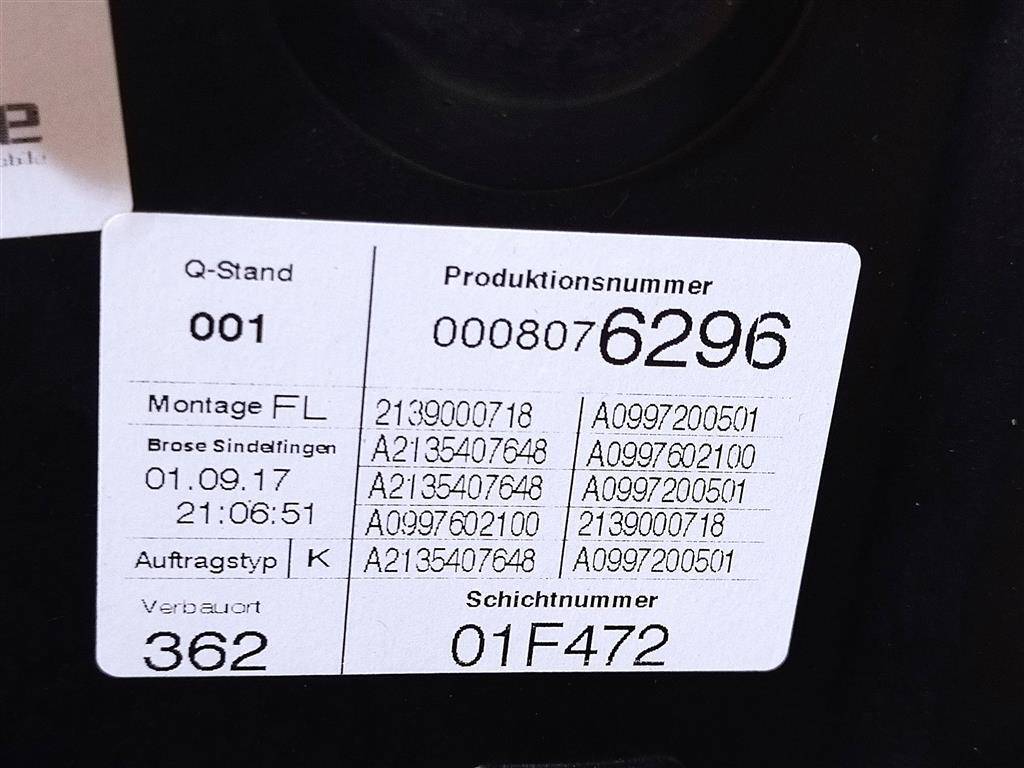 Q-Stand
001
Produktionsnummer
0008076296
Montage FL
Brose Sindelfingen
01.09.17
21:06:51
Auftragstyp K
Verbauort
362
2139000718 A0997200501
A2135407648 A0997602100
A2135407648 A0997200501
A0997602100 2139000718
A2135407648 A0997200501
Schichtnummer
01F472